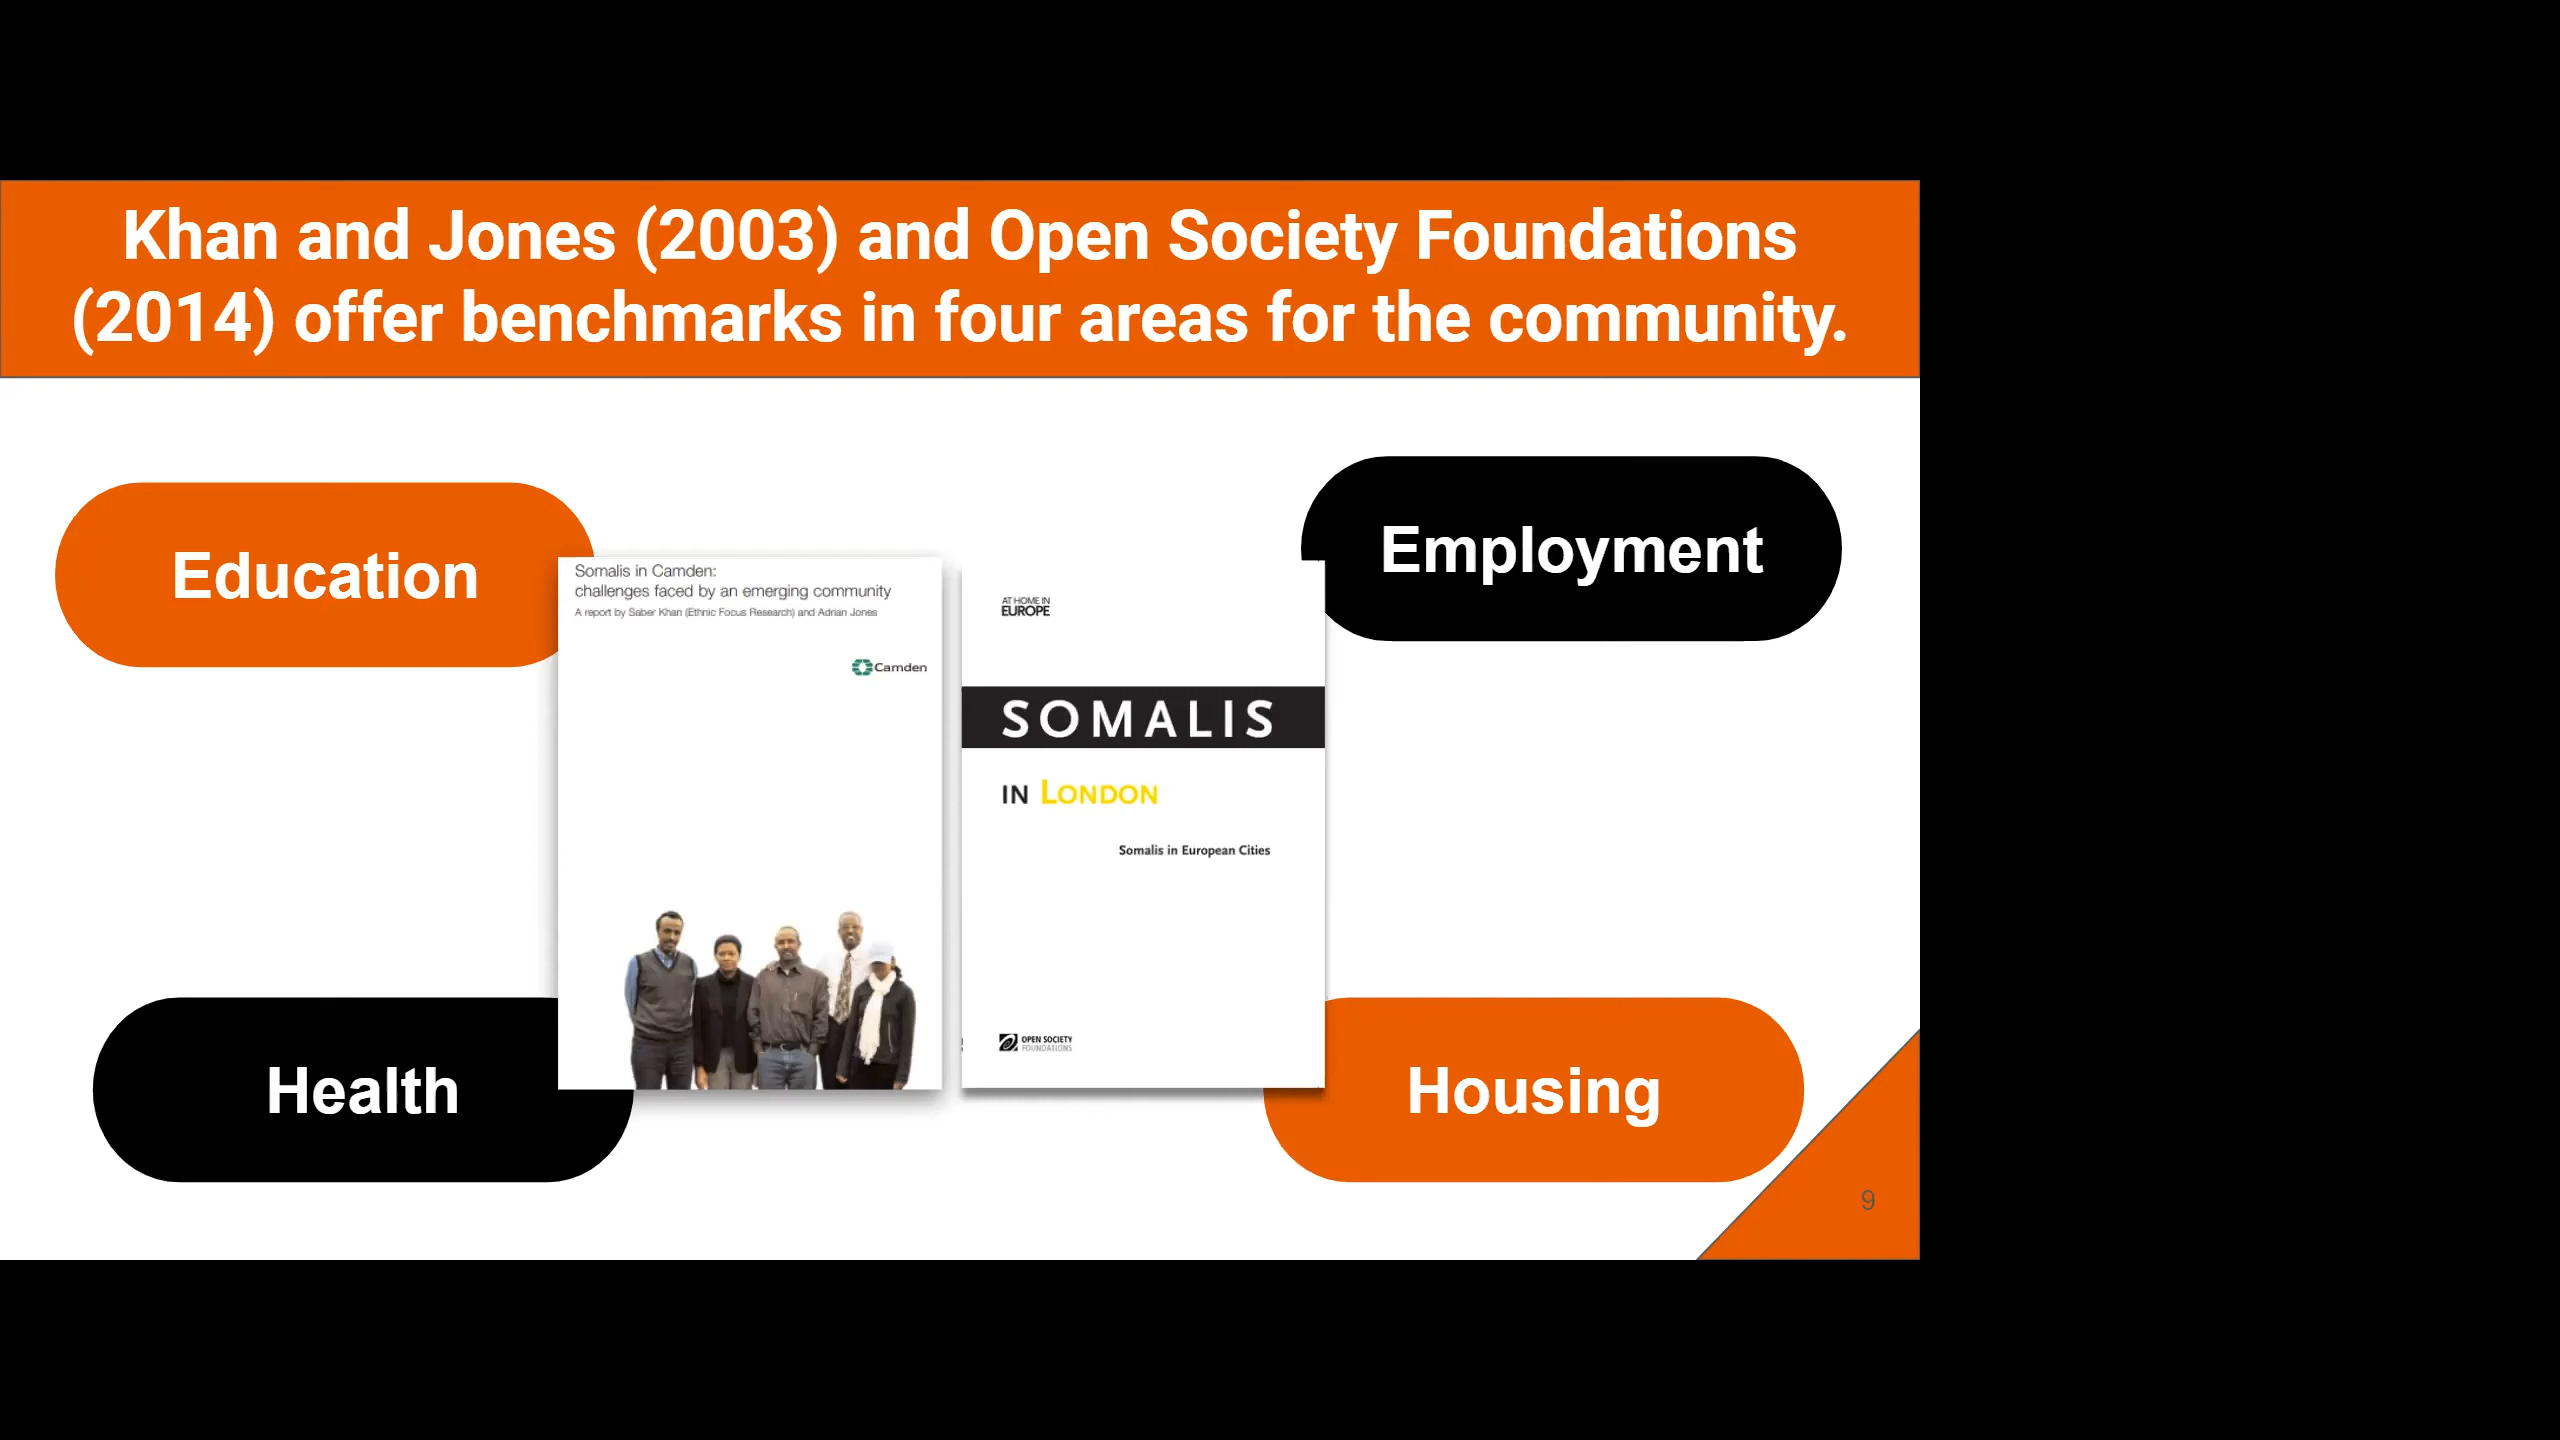 Khan and Jones (2003) and Open Society Foundations
(2014) offer benchmarks in four areas for the community.
Education
Employment
Somalis in Camden:
challenges faced by an emerging community
A report by Saber Khan (Ethnic Focus Research) and Adrian Jones
Camden
AT HOME IN
EUROPE
SOMALIS
IN LONDON
Somalis in European Cities
OPEN SOCIETY
FOUNDATIONS
Health
Housing
9